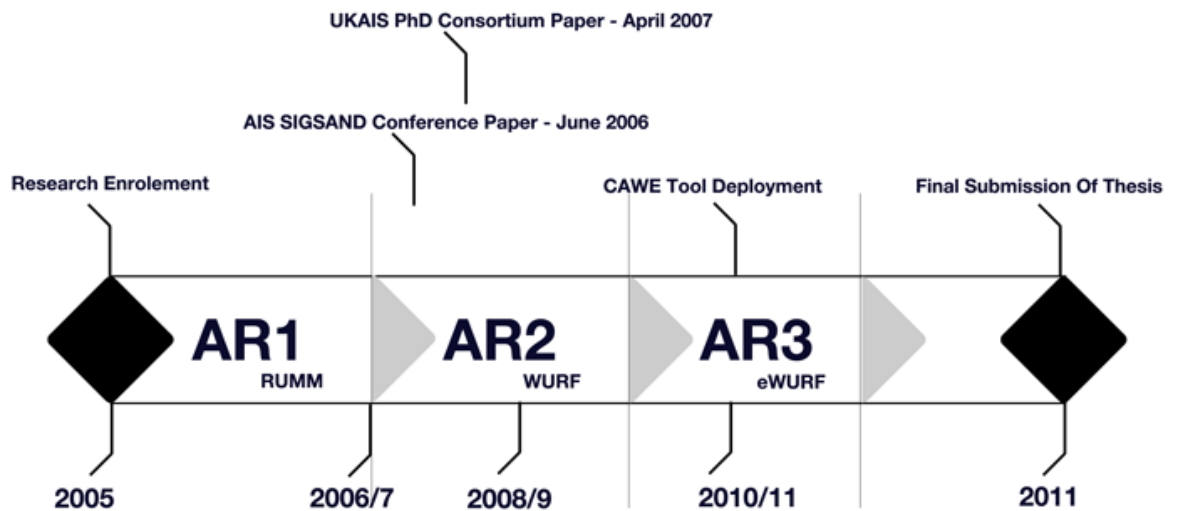 UKAIS PhD Consortium Paper - April 2007
AIS SIGSAND Conference Paper - June 2006
Research Enrolement
CAWE Tool Deployment
Final Submission Of Thesis
AR1
RUMM
AR2
WURF
AR3
eWURF
2005
2006/7
2008/9
2010/11
2011